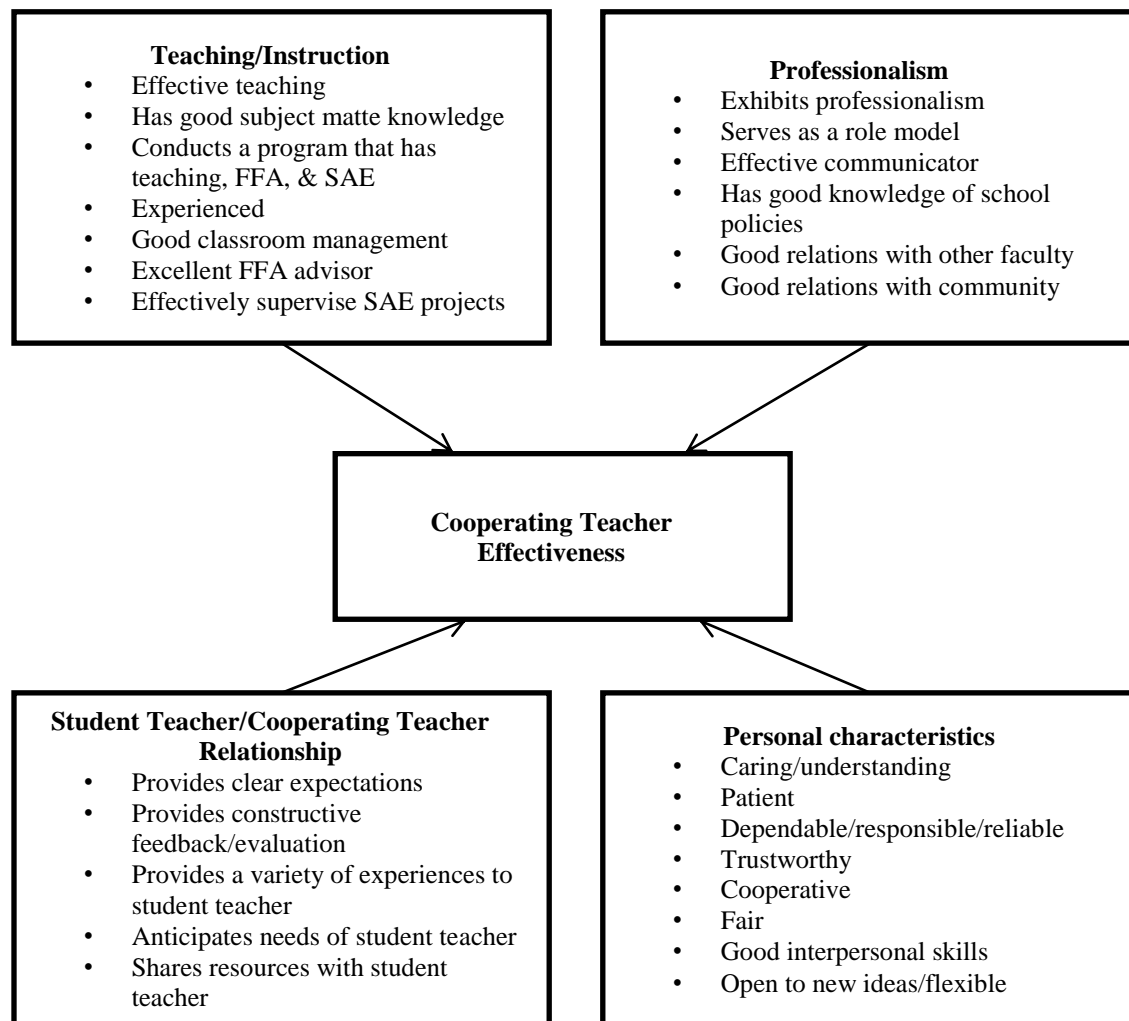 Teaching/Instruction
• Effective teaching
• Has good subject matte knowledge
• Conducts a program that has
teaching, FFA, & SAE
• Experienced
• Good classroom management
• Excellent FFA advisor
• Effectively supervise SAE projects
Professionalism
• Exhibits professionalism
• Serves as a role model
• Effective communicator
• Has good knowledge of school
policies
• Good relations with other faculty
• Good relations with community
Cooperating Teacher
Effectiveness
Student Teacher/Cooperating Teacher
Relationship
• Provides clear expectations
• Provides constructive
feedback/evaluation
• Provides a variety of experiences to
student teacher
• Anticipates needs of student teacher
• Shares resources with student
teacher
Personal characteristics
• Caring/understanding
• Patient
• Dependable/responsible/reliable
• Trustworthy
• Cooperative
• Fair
• Good interpersonal skills
• Open to new ideas/flexible